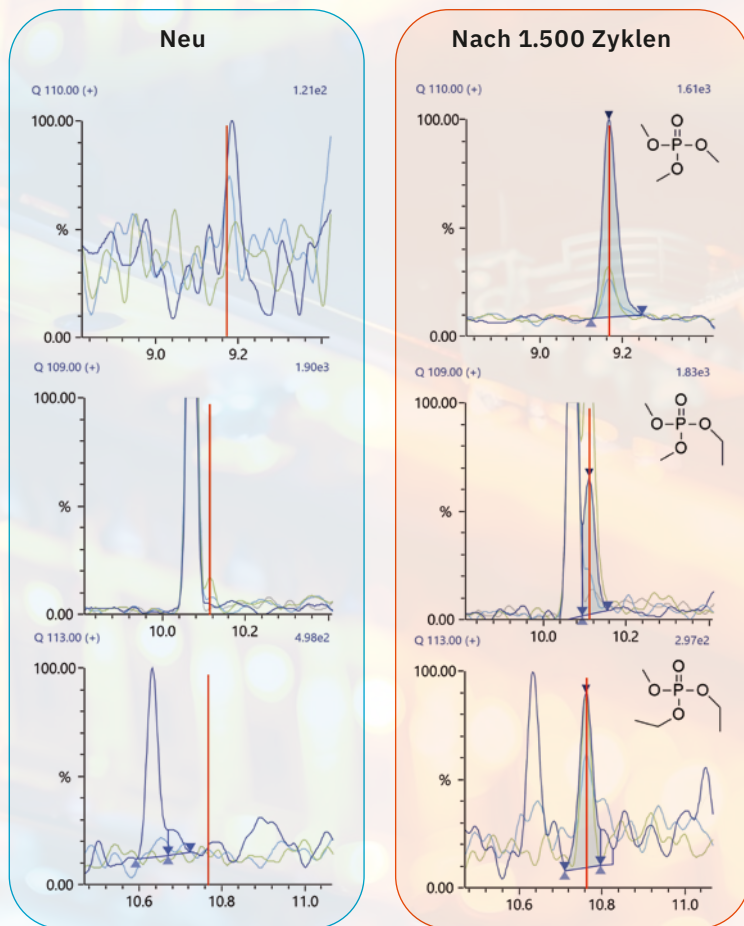 Neu
Q 110.00 (+) 1.21e2
100.00
%
0.00
9.0 9.2
Q 109.00 (+) 1.90e3
100.00
%
0.00
10.0 10.2
Q 113.00 (+) 4.98e2
100.00
%
0.00
10.6 10.8 11.0
Nach 1.500 Zyklen
Q 110.00 (+) 1.61e3
100.00
%
0.00
9.0 9.2
O
O P O
O
Q 109.00 (+) 1.83e3
100.00
%
0.00
10.0 10.2
O
O P O
O
Q 113.00 (+) 2.97e2
100.00
%
0.00
10.6 10.8 11.0
O
O P O
O